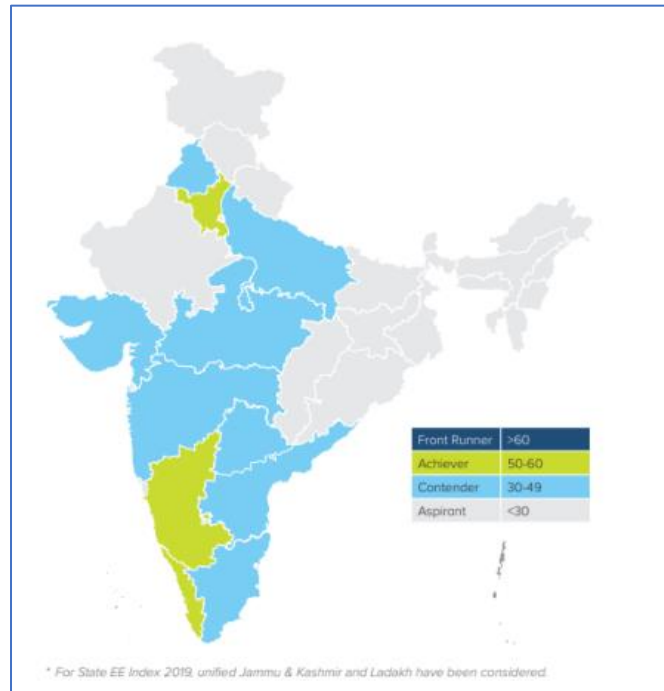 Front Runner >60
Achiever 50-60
Contender 30-49
Aspirant <30
* For State EE Index 2019, unified Jammu & Kashmir and Ladakh have been considered.